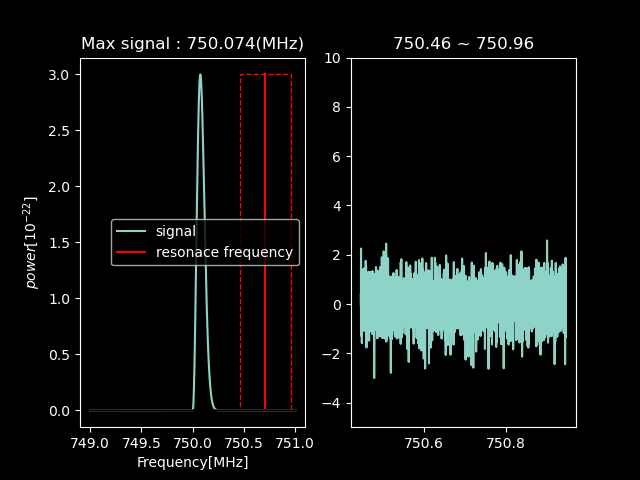 Max signal : 750.074(MHz)
3.0
2.5
2.0
1.5
1.0
0.5
0.0
power[10^{-22}]
signal
resonace frequency
749.0 749.5 750.0 750.5 751.0
Frequency[MHz]
750.46 ~ 750.96
10
8
6
4
2
0
−2
−4
750.6 750.8